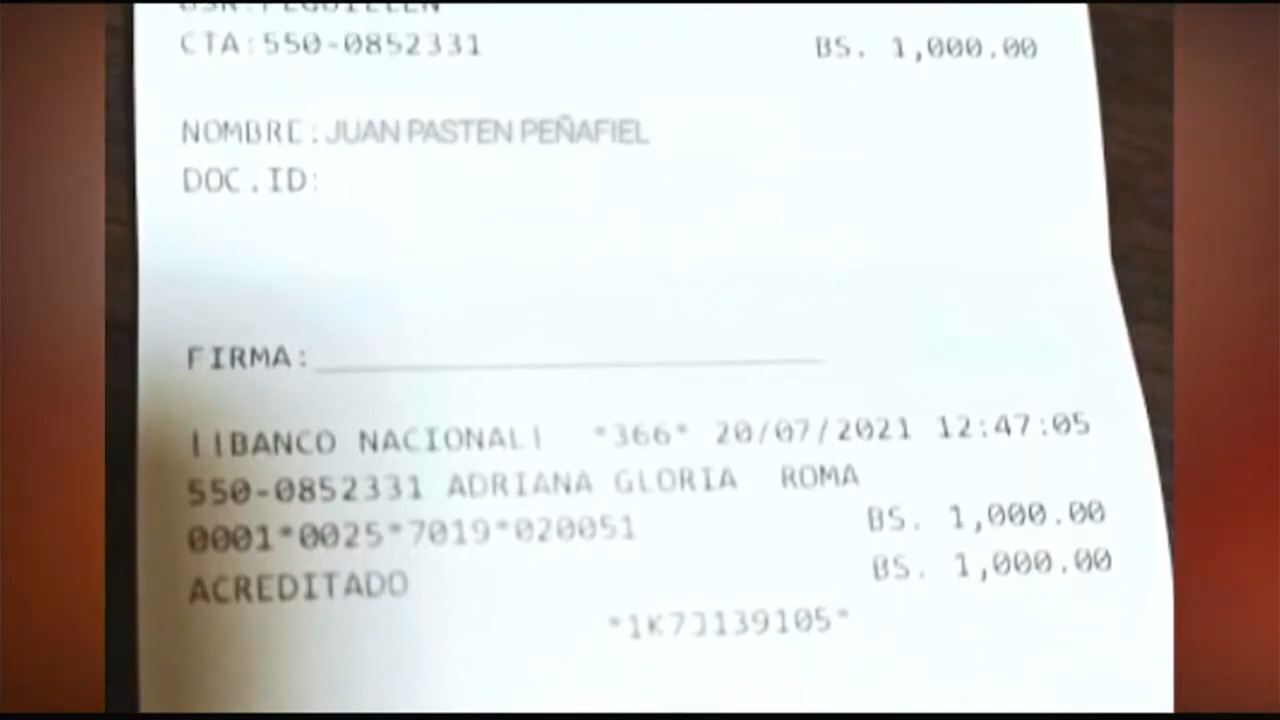 USR:PEGUILLEN
CTA:550-0852331 BS. 1,000.00
NOMBRE:JUAN PASTEN PEÑAFIEL
DOC.ID:
FIRMA:
||BANCO NACIONAL| *366* 20/07/2021 12:47:05
550-0852331 ADRIANA GLORIA ROMA
0001*0025*7019*020051 BS. 1,000.00
ACREDITADO BS. 1,000.00
*1K7J139105*